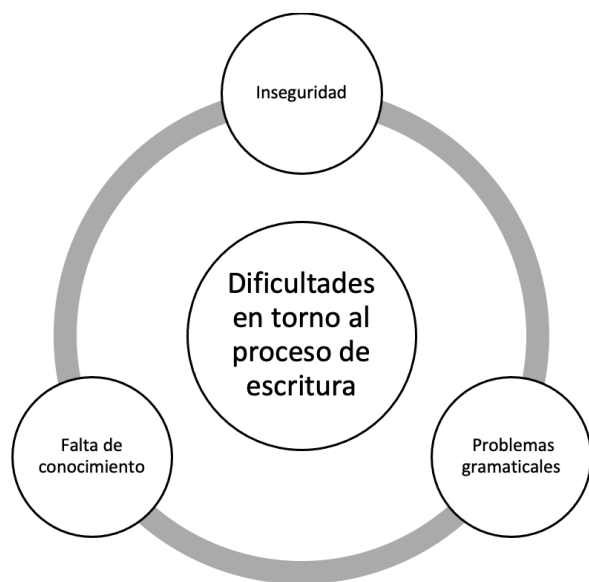 Inseguridad
Dificultades
en torno al
proceso de
escritura
Falta de
conocimiento
Problemas
gramaticales